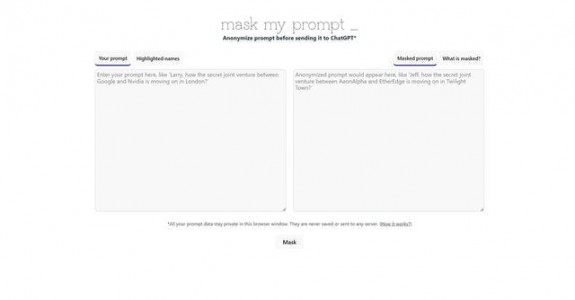 mask my prompt _
Anonymize prompt before sending it to ChatGPT*
Your prompt Highlighted names
Masked prompt What is masked?
Enter your prompt here, like 'Larry, how the secret joint venture between
Google and Nvidia is moving on in London?'
Anonymized prompt would appear here, like 'Jeff, how the secret joint
venture between AeonAlpha and EtherEdge is moving on in Twilight
Town?'
*All your prompt data may private in this browser window. They are never saved or sent to any server. (How it works?)
Mask